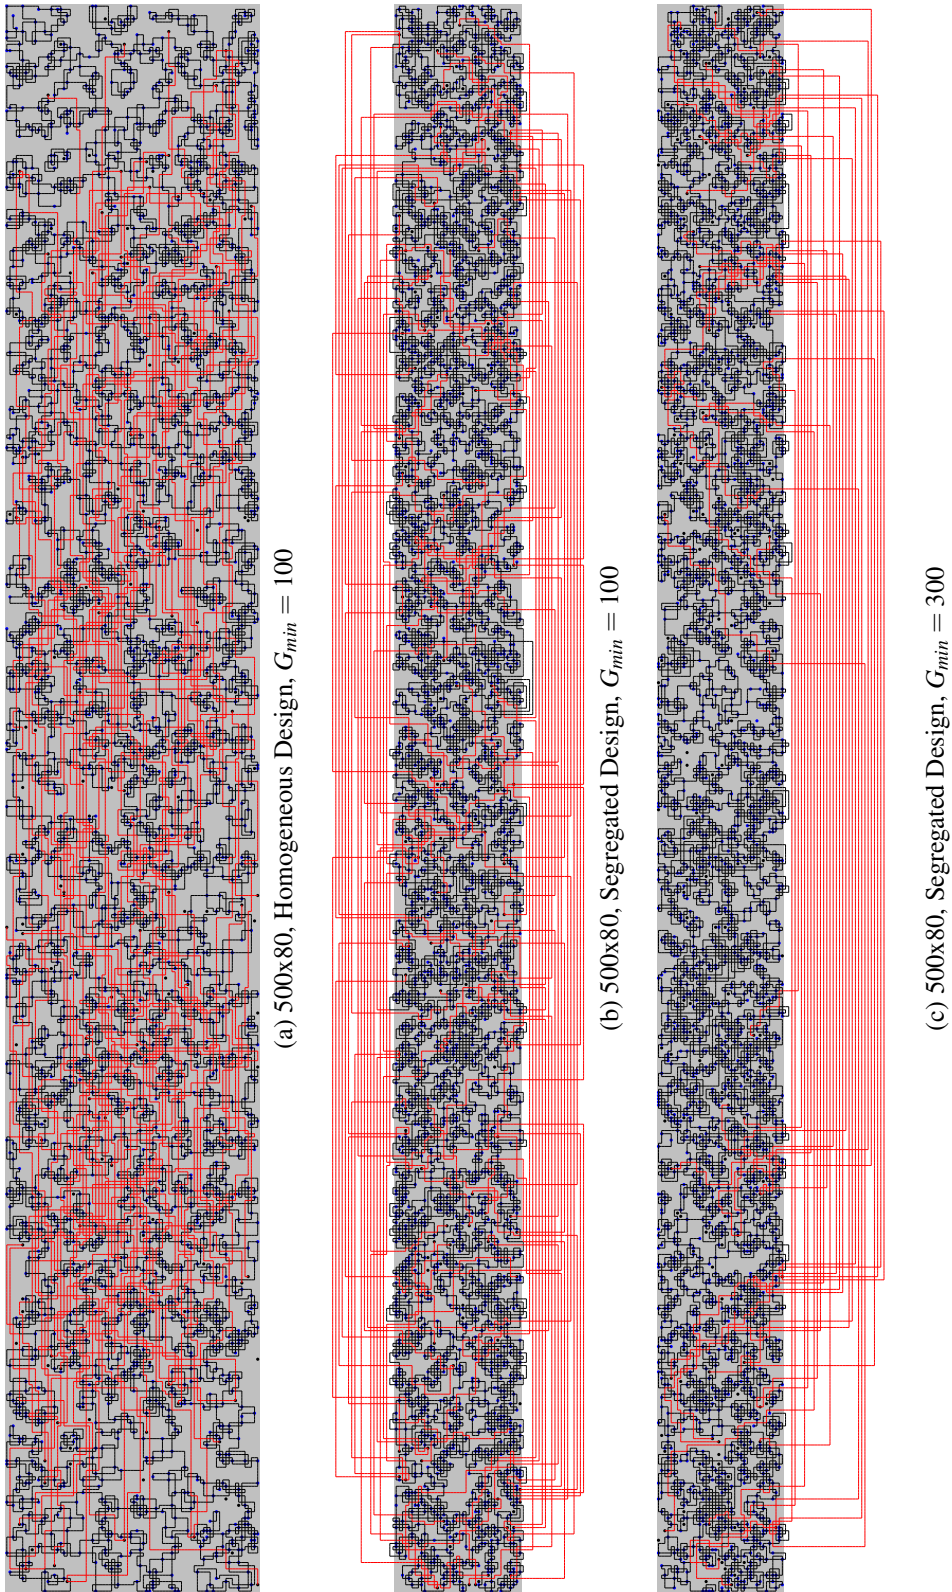 (a) 500x80, Homogeneous Design, G_min = 100
(b) 500x80, Segregated Design, G_min = 100
(c) 500x80, Segregated Design, G_min = 300